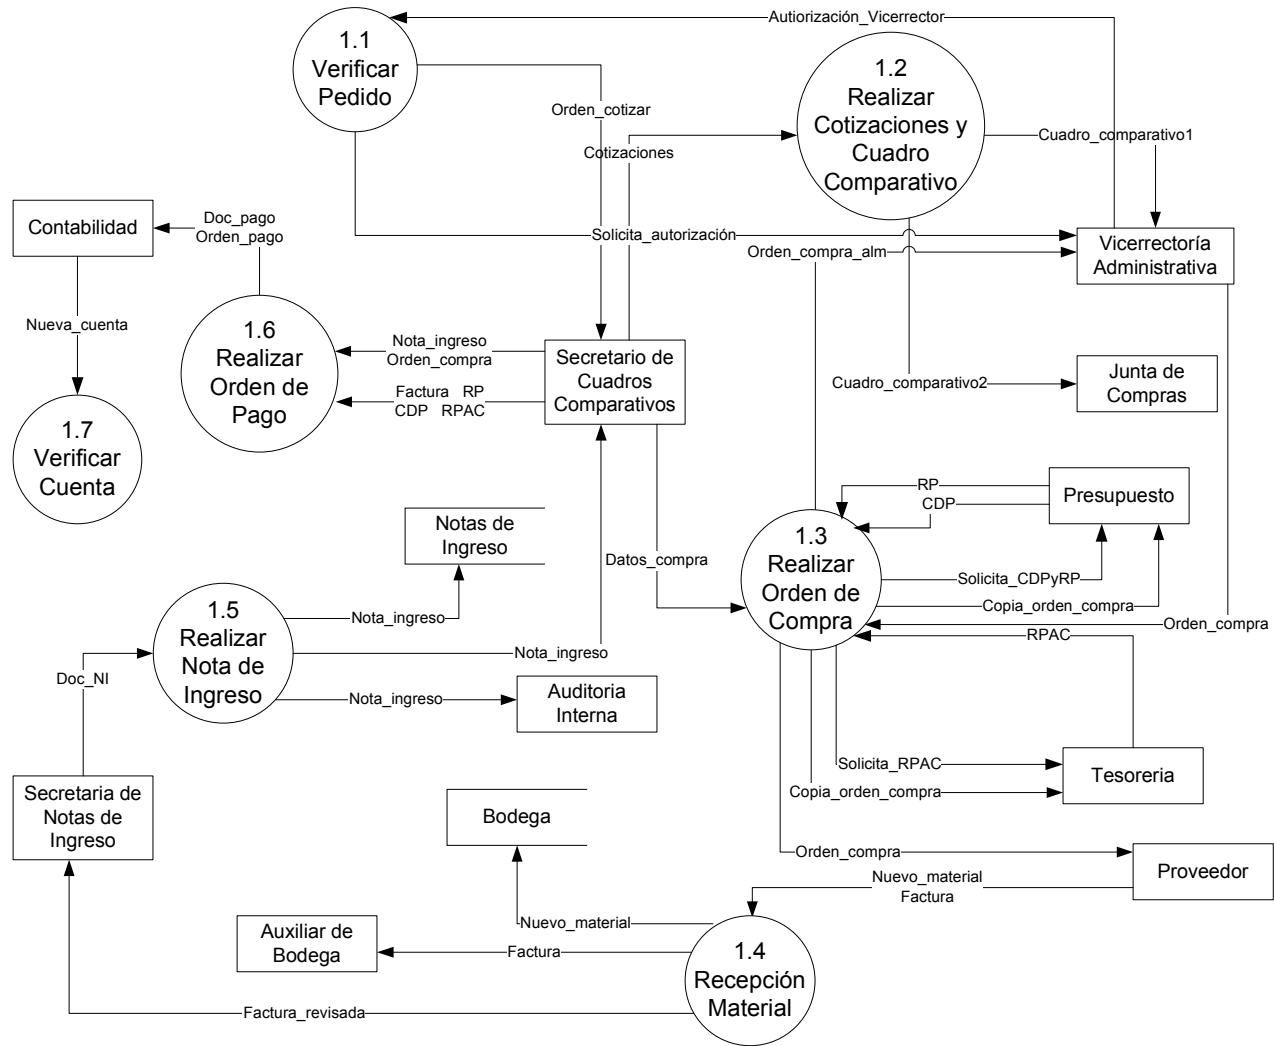 Autiorización_Vicerrector
1.1
Verificar
Pedido
1.2
Realizar
Cotizaciones y
Cuadro
Comparativo
Orden_cotizar
Cotizaciones
Cuadro_comparativo1
Contabilidad
Doc_pago
Orden_pago
Solicita_autorización
Orden_compra_alm
Vicerrectoría
Administrativa
Nueva_cuenta
1.6
Realizar
Orden de
Pago
Nota_ingreso
Orden_compra
Factura RP
CDP RPAC
Secretario de
Cuadros
Comparativos
Cuadro_comparativo2
Junta de
Compras
1.7
Verificar
Cuenta
RP
CDP
Presupuesto
Notas de
Ingreso
Datos_compra
1.3
Realizar
Orden de
Compra
Solicita_CDPyRP
Copia_orden_compra
Orden_compra
RPAC
1.5
Realizar
Nota de
Ingreso
Nota_ingreso
Nota_ingreso
Nota_ingreso
Doc_NI
Auditoria
Interna
Solicita_RPAC
Copia_orden_compra
Tesoreria
Secretaria de
Notas de
Ingreso
Bodega
Orden_compra
Proveedor
Nuevo_material
Factura
Nuevo_material
Auxiliar de
Bodega
Factura
1.4
Recepción
Material
Factura_revisada